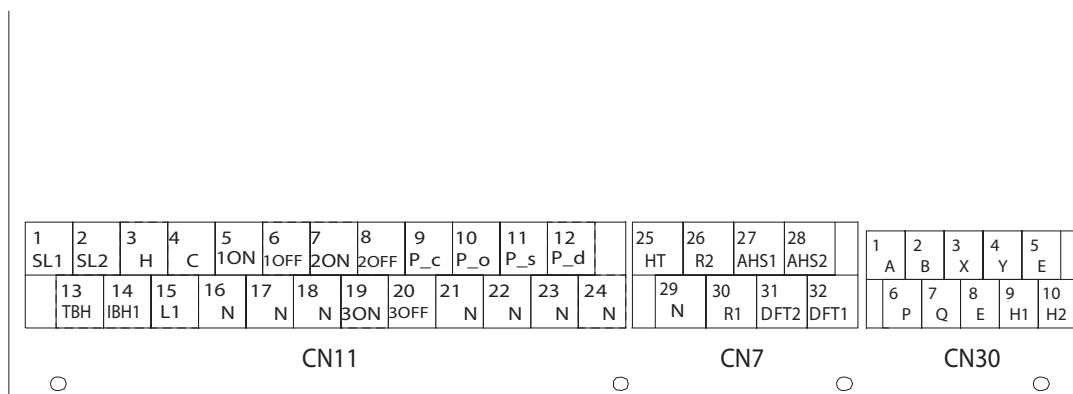 1 2 3 4 5 6 7 8 9 10 11 12
SL1 SL2 H C 1ON 1OFF 2ON 2OFF P_c P_o P_s P_d
13 14 15 16 17 18 19 20 21 22 23 24
TBH IBH1 L1 N N N 3ON 3OFF N N N N
CN11
25 26 27 28
HT R2 AHS1 AHS2
29 30 31 32
N R1 DFT2 DFT1
CN7
1 2 3 4 5
A B X Y E
6 7 8 9 10
P Q E H1 H2
CN30